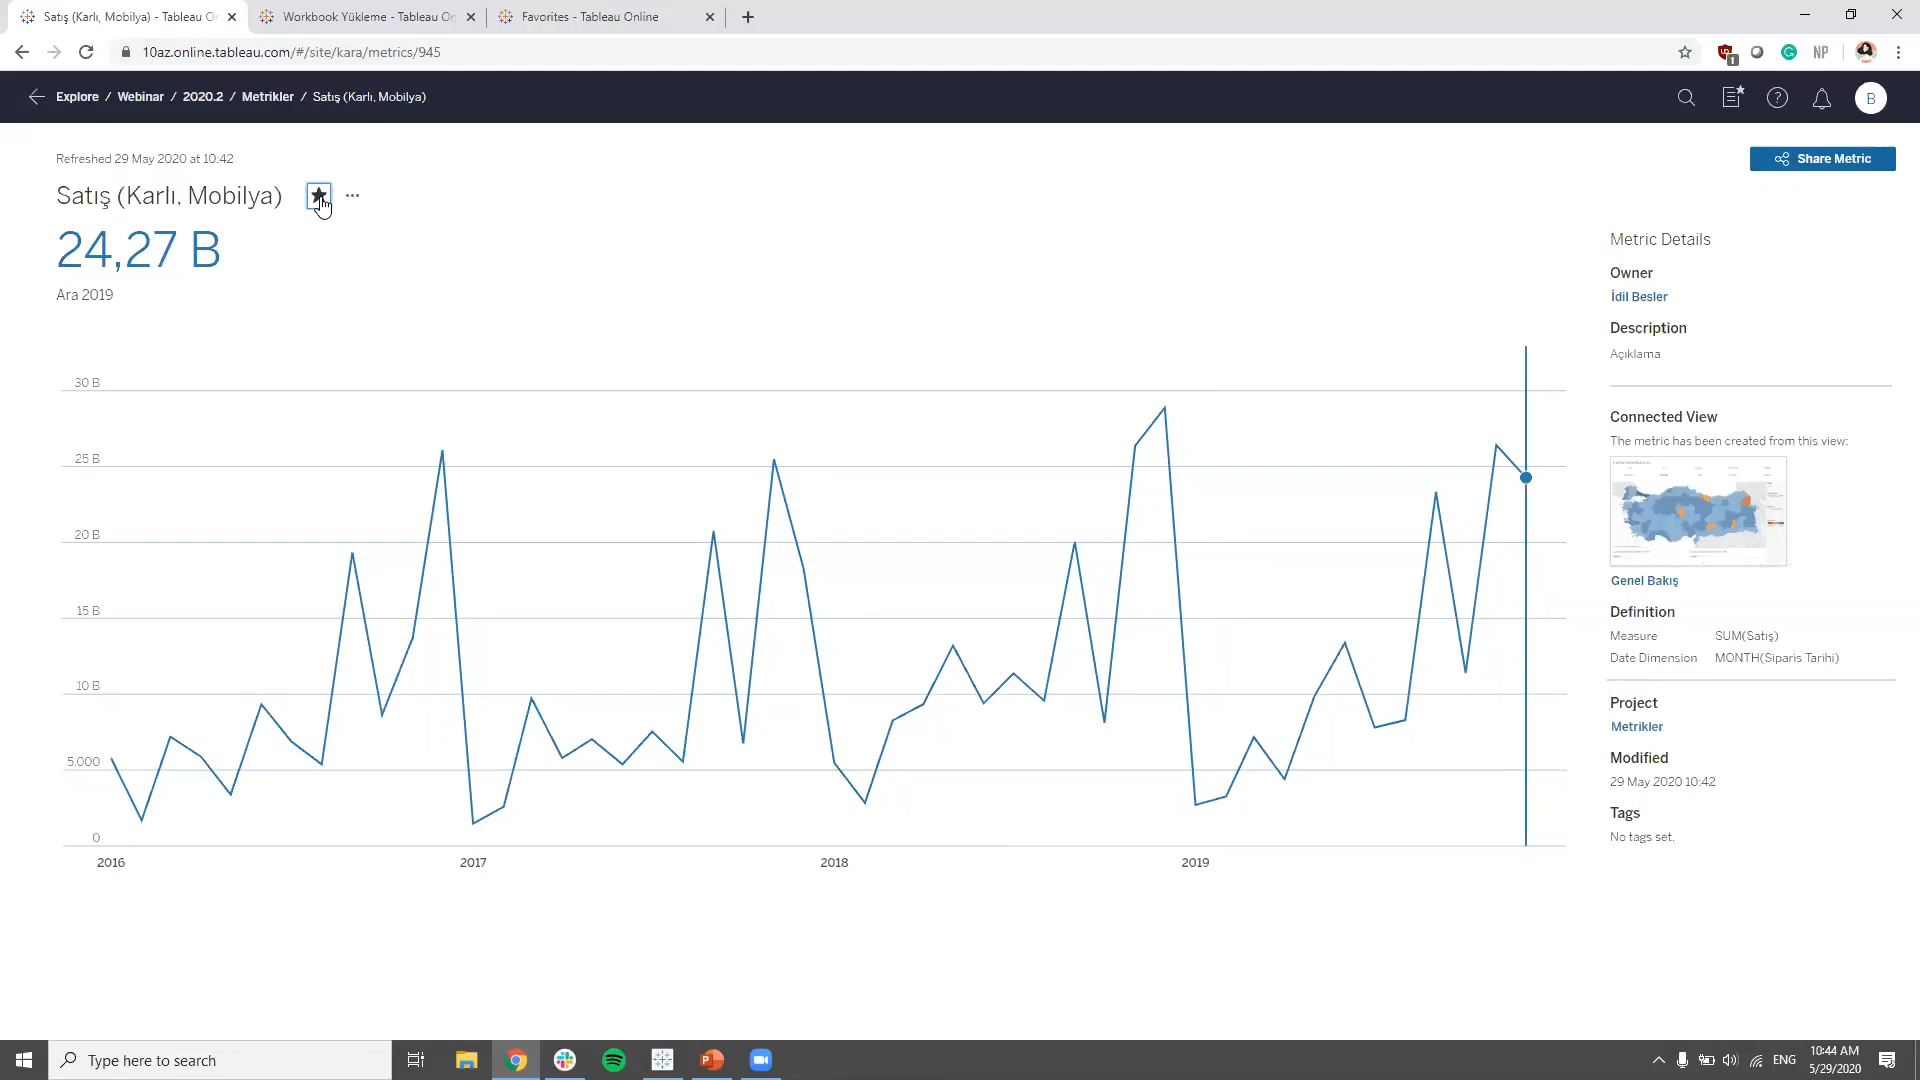 Satış (Karlı, Mobilya) - Tableau O
Workbook Yükleme - Tableau On
Favorites - Tableau Online
10az.online.tableau.com/#/site/kara/metrics/945
1
NP
Explore / Webinar / 2020.2 / Metrikler / Satış (Karlı, Mobilya)
B
Refreshed 29 May 2020 at 10:42
Share Metric
Satış (Karlı, Mobilya)
24,27 B
Ara 2019
30 B
25 B
20 B
15 B
10 B
5.000
0
2016 2017 2018 2019
Metric Details
Owner
İdil Besler
Description
Açıklama
Connected View
The metric has been created from this view:
Genel Bakış
Definition
Measure SUM(Satış)
Date Dimension MONTH(Siparis Tarihi)
Project
Metrikler
Modified
29 May 2020 10:42
Tags
No tags set.
Type here to search
ENG
10:44 AM
5/29/2020